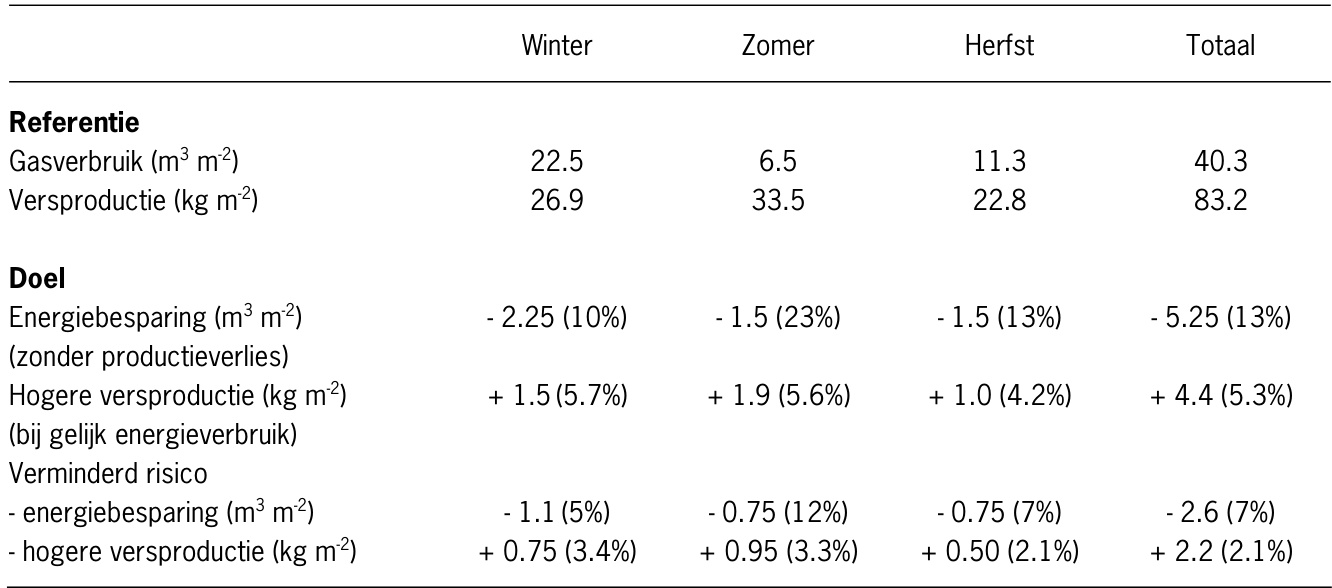 Winter Zomer Herfst Totaal
Referentie
Gasverbruik (m³ m⁻²) 22.5 6.5 11.3 40.3
Versproductie (kg m⁻²) 26.9 33.5 22.8 83.2
Doel
Energiebesparing (m³ m⁻²) - 2.25 (10%) - 1.5 (23%) - 1.5 (13%) - 5.25 (13%)
(zonder productieverlies)
Hogere versproductie (kg m⁻²) + 1.5 (5.7%) + 1.9 (5.6%) + 1.0 (4.2%) + 4.4 (5.3%)
(bij gelijk energieverbruik)
Verminderd risico
- energiebesparing (m³ m⁻²) - 1.1 (5%) - 0.75 (12%) - 0.75 (7%) - 2.6 (7%)
- hogere versproductie (kg m⁻²) + 0.75 (3.4%) + 0.95 (3.3%) + 0.50 (2.1%) + 2.2 (2.1%)